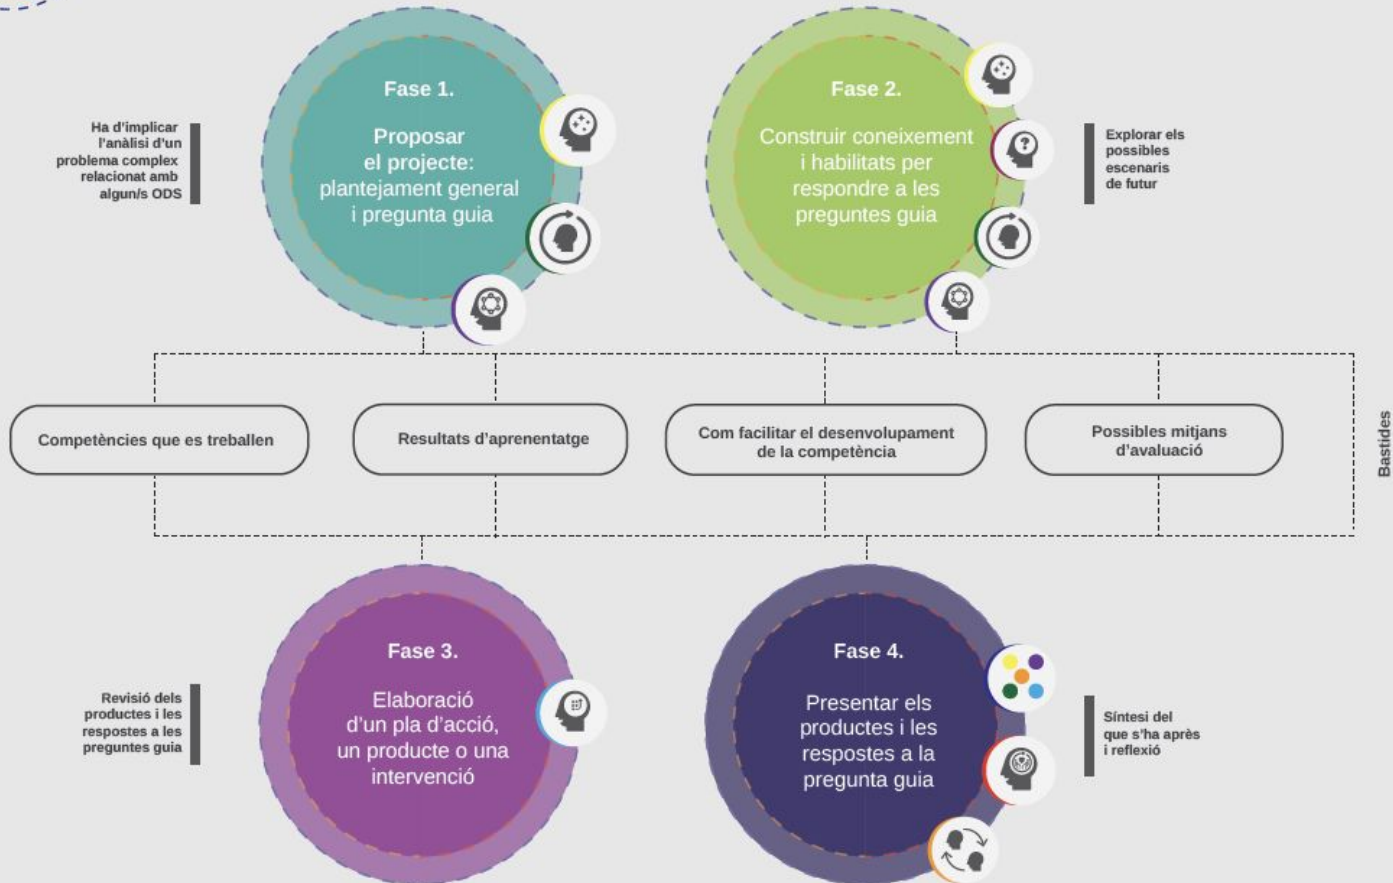 Fase 1.
Proposar
el projecte:
plantejament general
i pregunta guia
Ha d'implicar
l'anàlisi d'un
problema complex
relacionat amb
algun/s ODS
Fase 2.
Construir coneixement
i habilitats per
respondre a les
preguntes guia
?
Explorar els
possibles
escenaris
de futur
Competències que es treballen
Resultats d'aprenentatge
Com facilitar el desenvolupament
de la competència
Possibles mitjans
d'avaluació
Bastides
Fase 3.
Elaboració
d'un pla d'acció,
un producte o una
intervenció
Revisió dels
productes i les
respostes a les
preguntes guia
Fase 4.
Presentar els
productes i les
respostes a la
pregunta guia
Síntesi del
que s'ha après
i reflexió